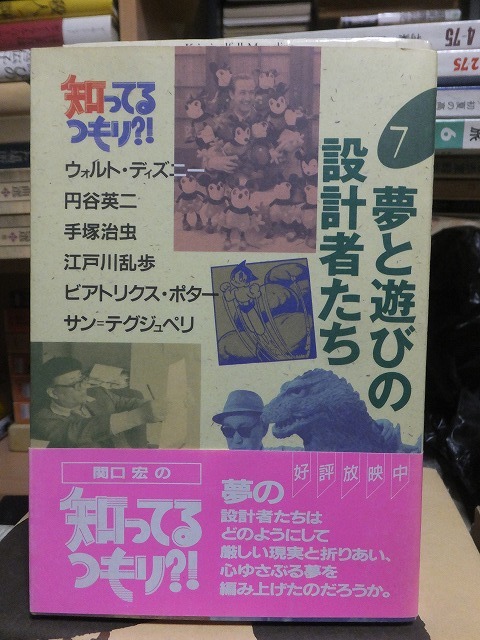 知ってる
つもり?!
ウォルト・ディズニー
円谷英二
手塚治虫
江戸川乱歩
ビアトリクス・ポター
サン=テグジュペリ
7
夢と遊びの
設計者たち
関口宏の
知ってる
つもり?!
好評放映中
夢の
設計者たちは
どのようにして
厳しい現実と折りあい、
心ゆさぶる夢を
編み上げたのだろうか。
4 75
275
6